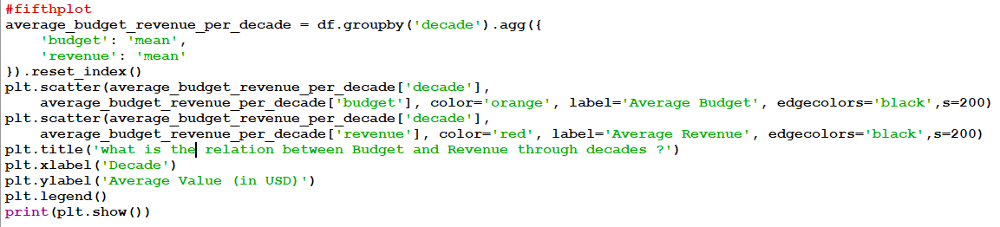 #fifthplot
average_budget_revenue_per_decade = df.groupby('decade').agg({
    'budget': 'mean',
    'revenue': 'mean'
}).reset_index()
plt.scatter(average_budget_revenue_per_decade['decade'],
    average_budget_revenue_per_decade['budget'], color='orange', label='Average Budget', edgecolors='black',s=200)
plt.scatter(average_budget_revenue_per_decade['decade'],
    average_budget_revenue_per_decade['revenue'], color='red', label='Average Revenue', edgecolors='black',s=200)
plt.title('what is the relation between Budget and Revenue through decades ?')
plt.xlabel('Decade')
plt.ylabel('Average Value (in USD)')
plt.legend()
print(plt.show())